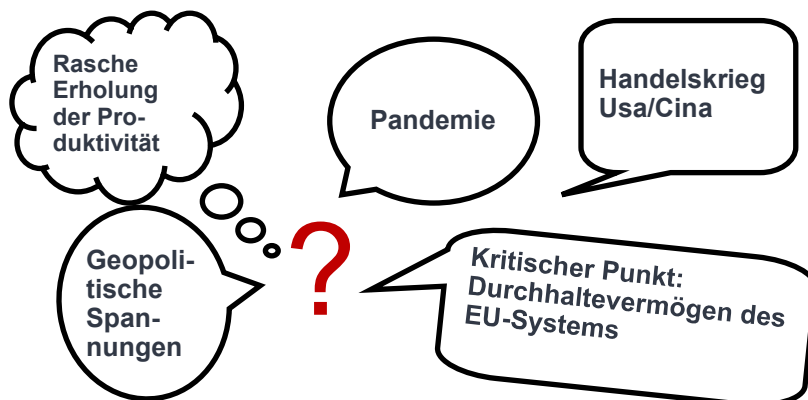 Rasche
Erholung
der Pro-
duktivität
Pandemie
Handelskrieg
Usa/Cina
Geopoli-
tische
Span-
nungen
?
Kritischer Punkt:
Durchhaltevermögen des
EU-Systems